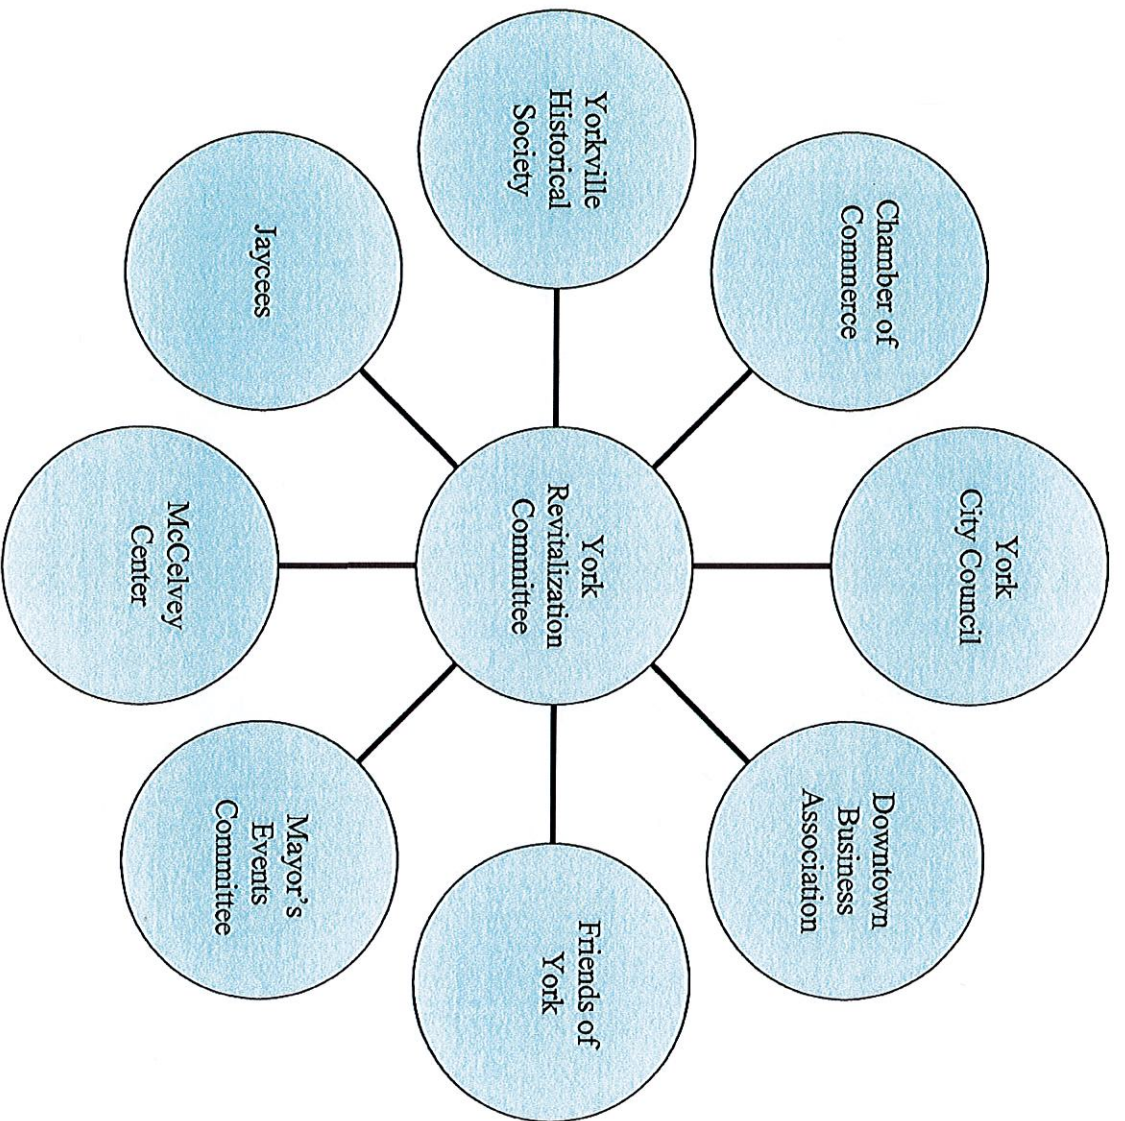 York
City Council
Chamber of
Commerce
Downtown
Business
Association
Yorkville
Historical
Society
York
Revitalization
Committee
Friends of
York
Jaycees
Mayor's
Events
Committee
McCelvey
Center